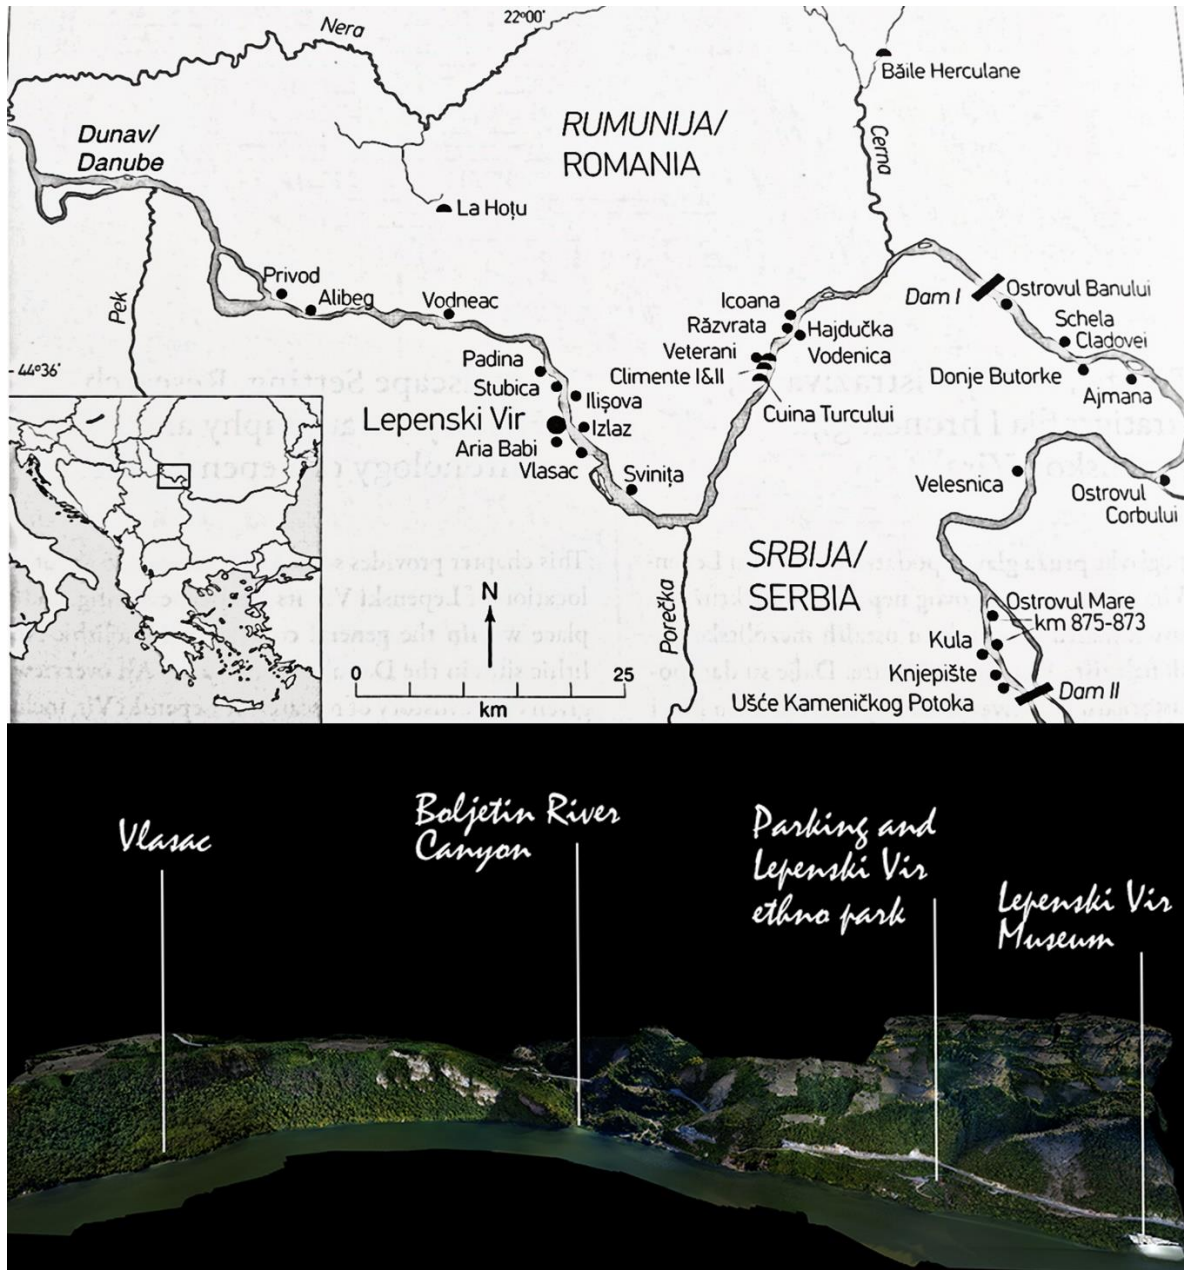 22°00'
Nera
Băile Herculane
RUMUNIJA/
ROMANIA
Dunav/
Danube
Cerna
La Hoțu
Pek
Privod
Alibeg
Vodneac
Icoana
Dam I
Ostrovul Banului
Răzvrata
Hajdučka
Vodenica
Schela
Cladovei
44°36'
Padina
Veterani
Stubica
Climente I&II
Donje Butorke
Ajmana
Ilișova
Lepenski Vir
Izlaz
Cuina Turcului
Aria Babi
Vlasac
Svinița
Velesnica
Ostrovul
Corbului
SRBIJA/
SERBIA
Porečka
N
Ostrovul Mare
km 875-873
Kula
Knjepište
0
25
km
Ušće Kameničkog Potoka
Dam II
Vlasac
Boljetin River
Canyon
Parking and
Lepenski Vir
ethno park
Lepenski Vir
Museum